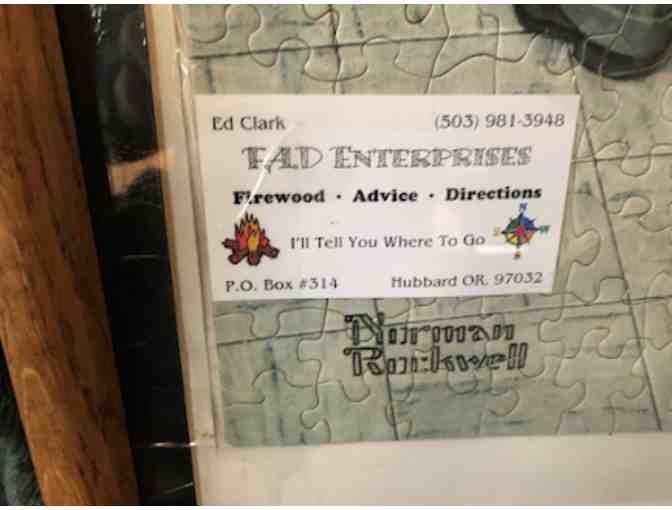 Ed Clark (503) 981-3948
FAD ENTERPRISES
Firewood · Advice · Directions
N
I'll Tell You Where To Go W
S
P.O. Box #314 Hubbard OR. 97032
Norman
Rockwell